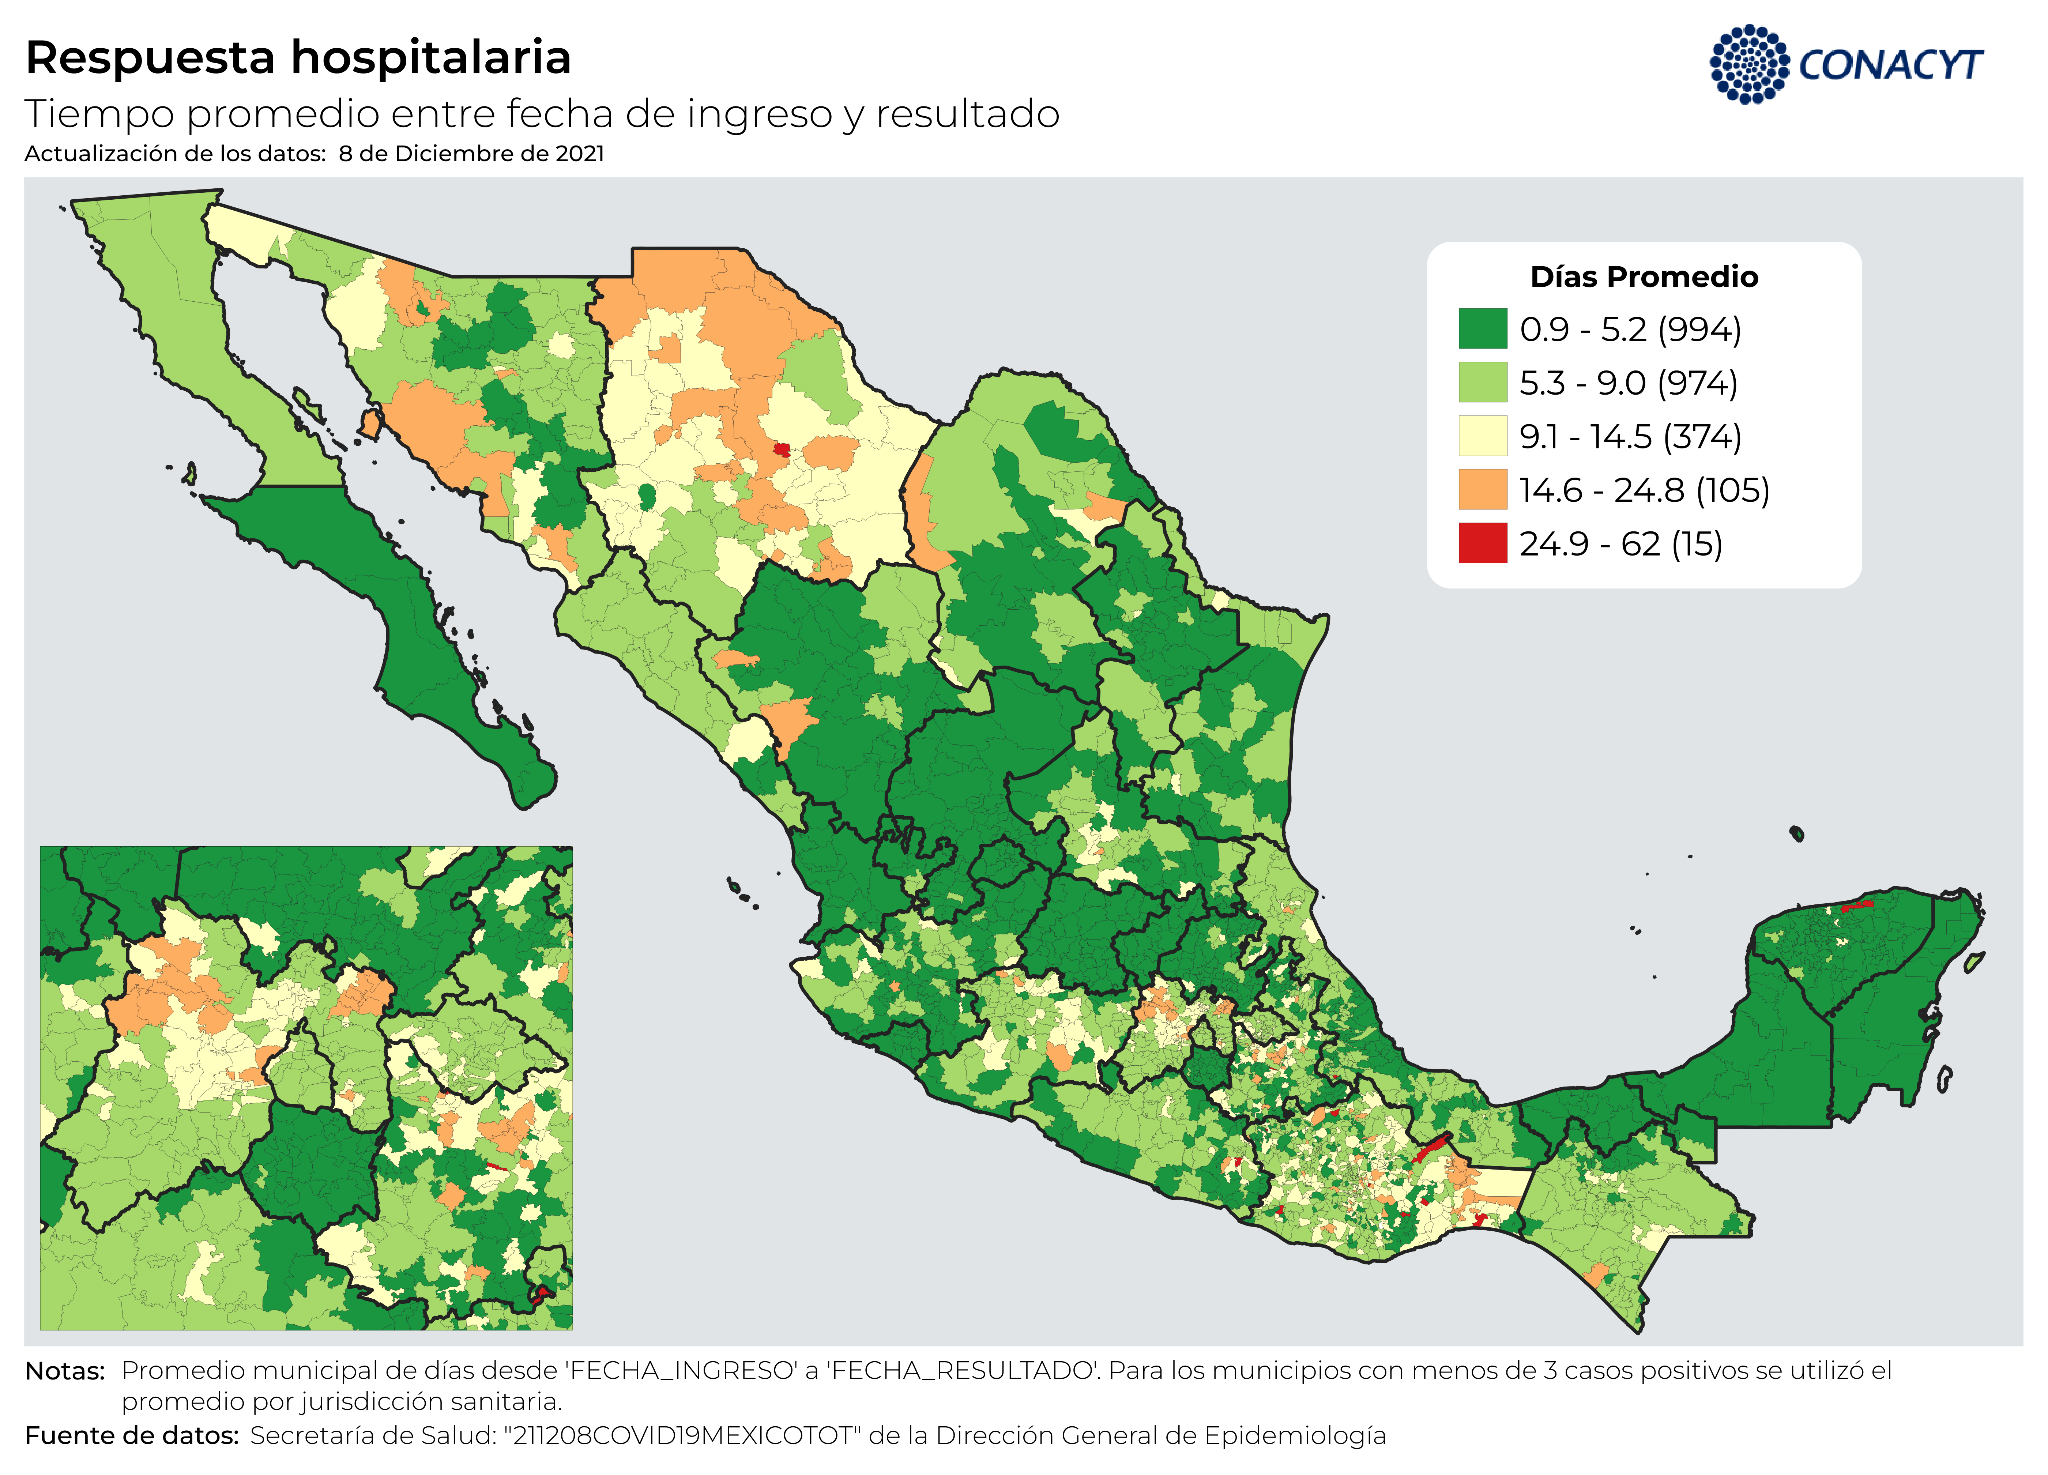 Respuesta hospitalaria
Tiempo promedio entre fecha de ingreso y resultado
Actualización de los datos: 8 de Diciembre de 2021
CONACYT
Días Promedio
0.9 - 5.2 (994)
5.3 - 9.0 (974)
9.1 - 14.5 (374)
14.6 - 24.8 (105)
24.9 - 62 (15)
Notas: Promedio municipal de días desde 'FECHA_INGRESO' a 'FECHA_RESULTADO'. Para los municipios con menos de 3 casos positivos se utilizó el
promedio por jurisdicción sanitaria.
Fuente de datos: Secretaría de Salud: "211208COVID19MEXICOTOT" de la Dirección General de Epidemiología